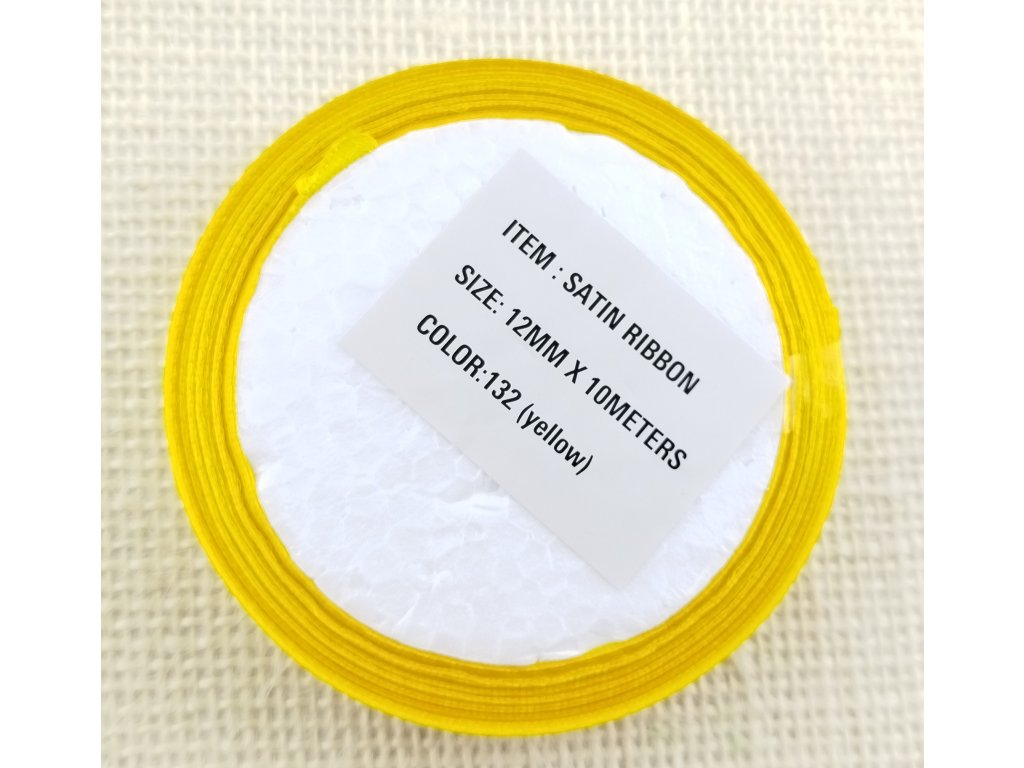 ITEM : SATIN RIBBON
SIZE: 12MM X 10METERS
COLOR:132 (yellow)